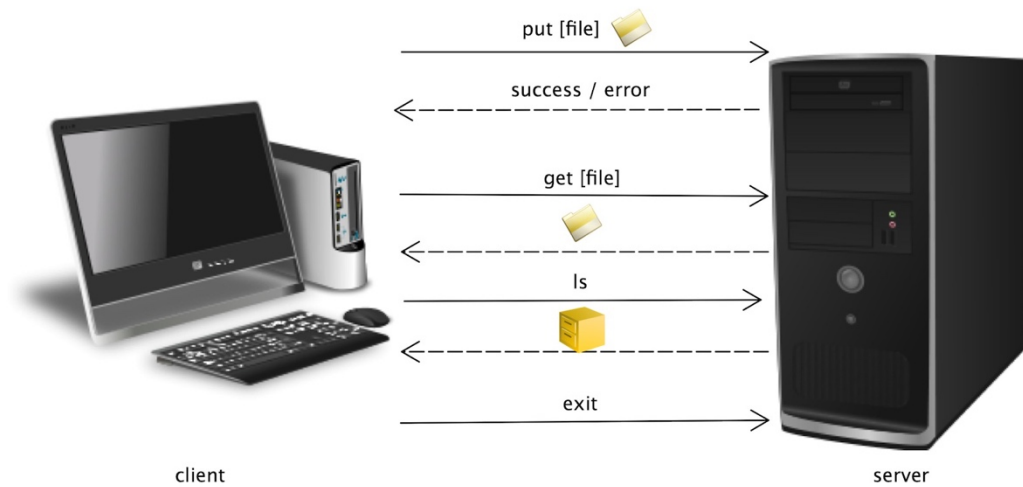 put [file]
success / error
get [file]
ls
exit
client
server